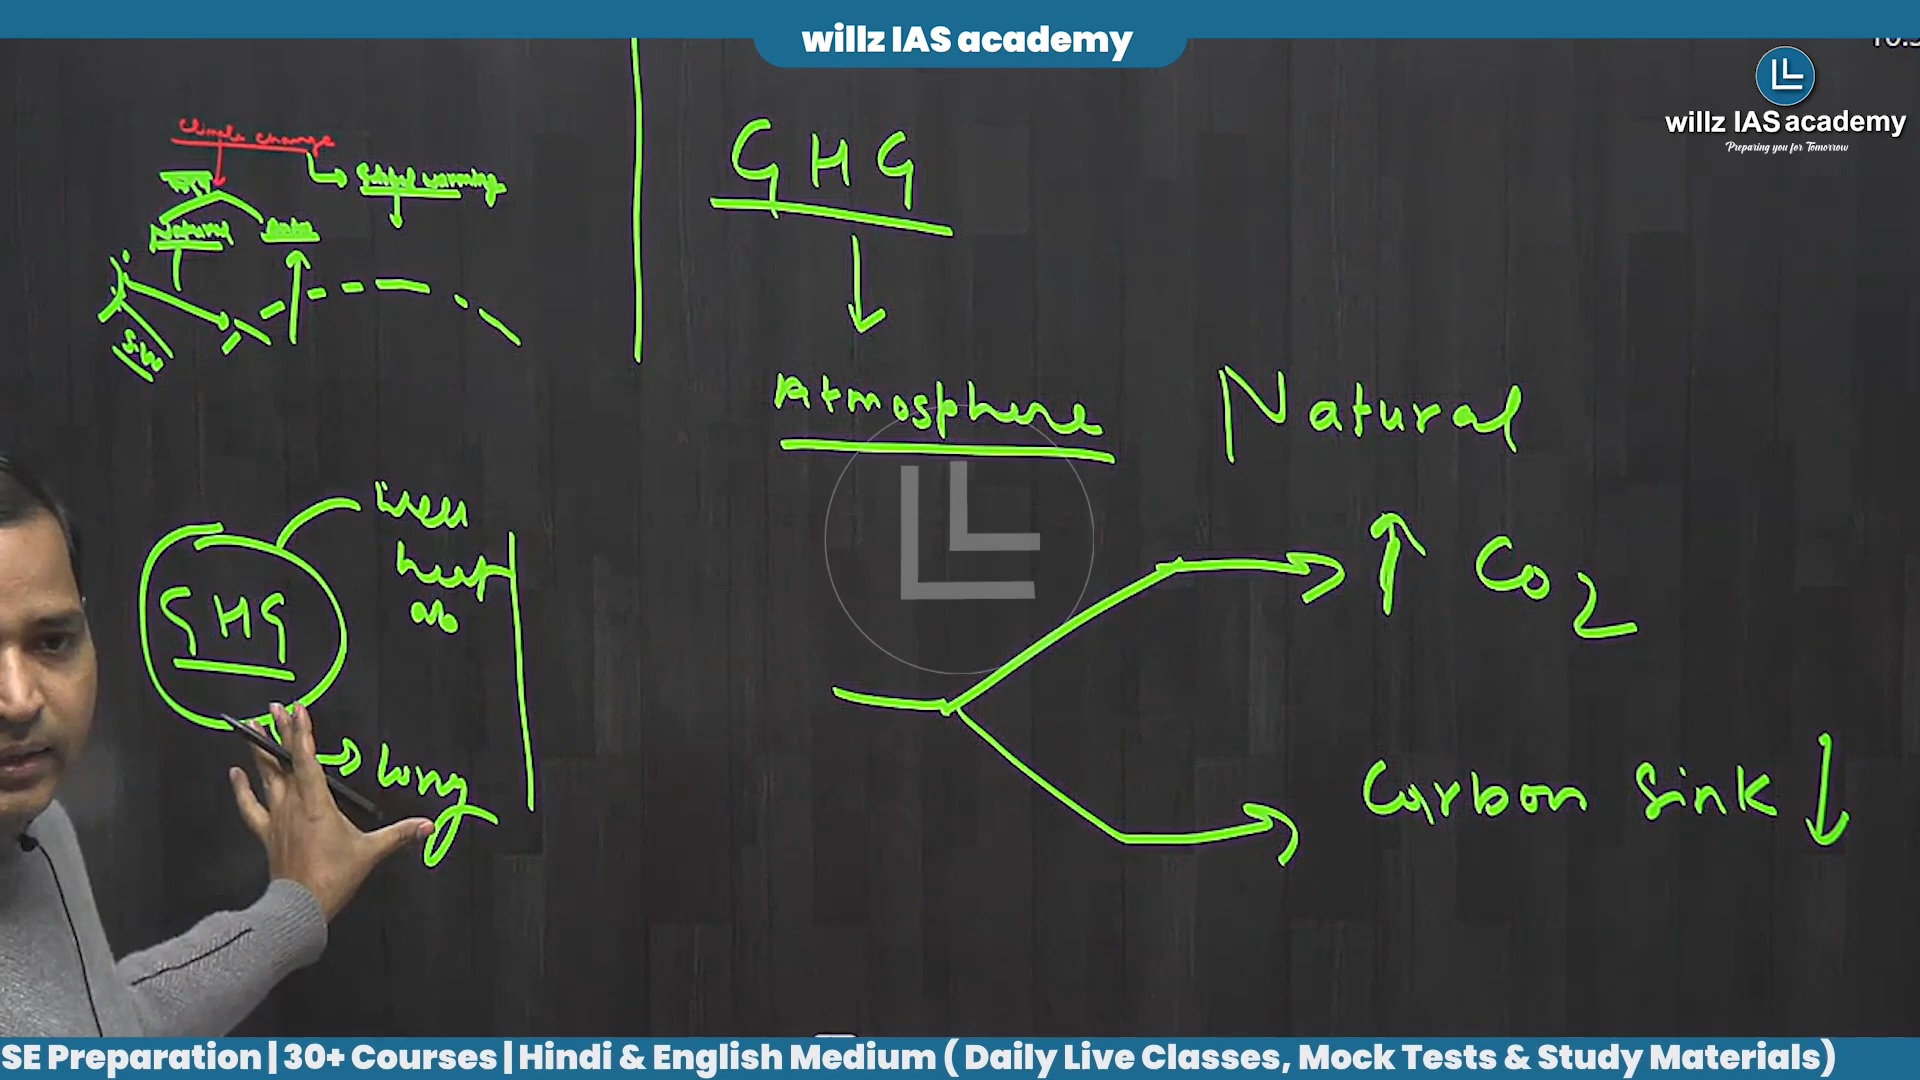 willz IAS academy
10:3
willz IAS academy
Preparing you for Tomorrow
Climate change
Global warming
Natural
GHG
Atmosphere
Natural
↑ CO2
Carbon Sink ↓
GHG
heat
long
SE Preparation | 30+ Courses | Hindi & English Medium ( Daily Live Classes, Mock Tests & Study Materials)